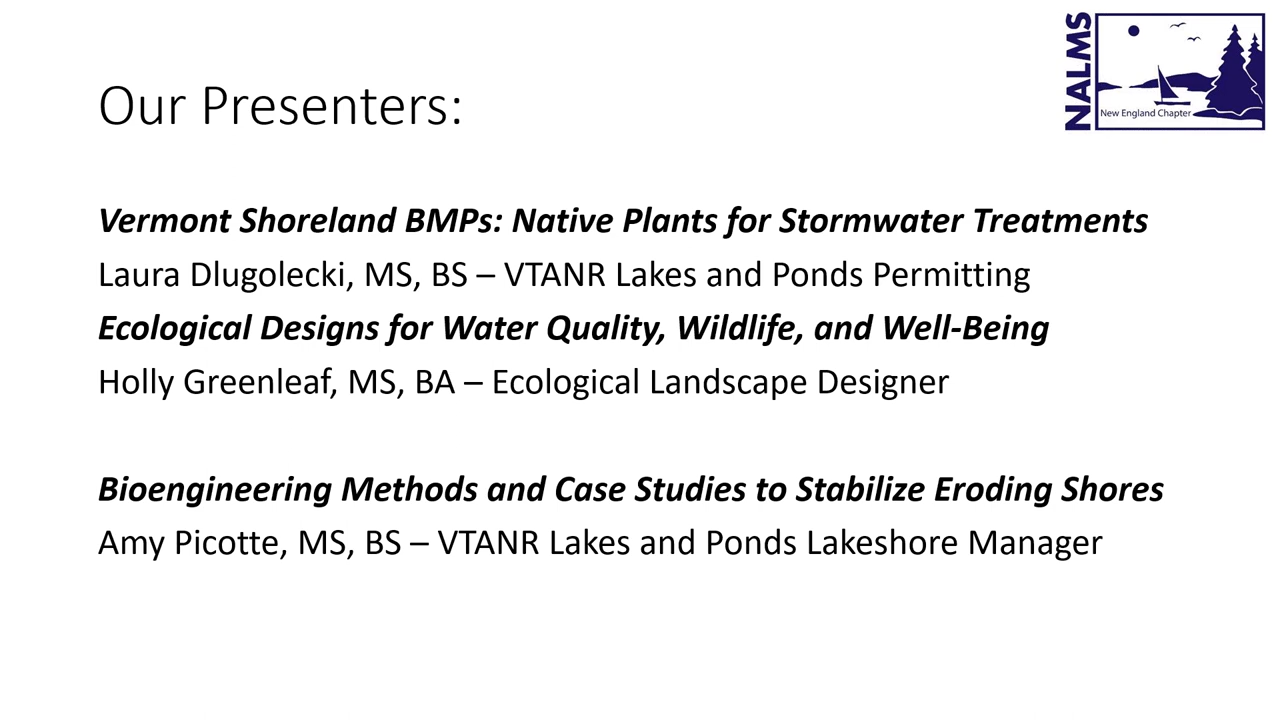 NALMS
New England Chapter
Our Presenters:
Vermont Shoreland BMPs: Native Plants for Stormwater Treatments
Laura Dlugolecki, MS, BS – VTANR Lakes and Ponds Permitting
Ecological Designs for Water Quality, Wildlife, and Well-Being
Holly Greenleaf, MS, BA – Ecological Landscape Designer
Bioengineering Methods and Case Studies to Stabilize Eroding Shores
Amy Picotte, MS, BS – VTANR Lakes and Ponds Lakeshore Manager